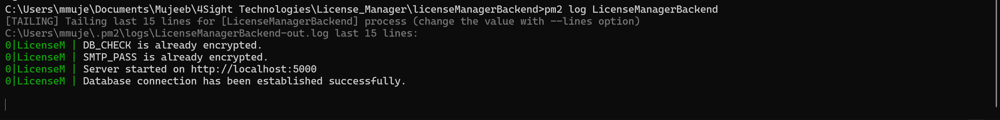 C:\Users\mmuje\Documents\Mujeeb\4Sight Technologies\License_Manager\licenseManagerBackend>pm2 log LicenseManagerBackend
[TAILING] Tailing last 15 lines for [LicenseManagerBackend] process (change the value with --lines option)
C:\Users\mmuje\.pm2\logs\LicenseManagerBackend-out.log last 15 lines:
0|LicenseM | DB_CHECK is already encrypted.
0|LicenseM | SMTP_PASS is already encrypted.
0|LicenseM | Server started on http://localhost:5000
0|LicenseM | Database connection has been established successfully.